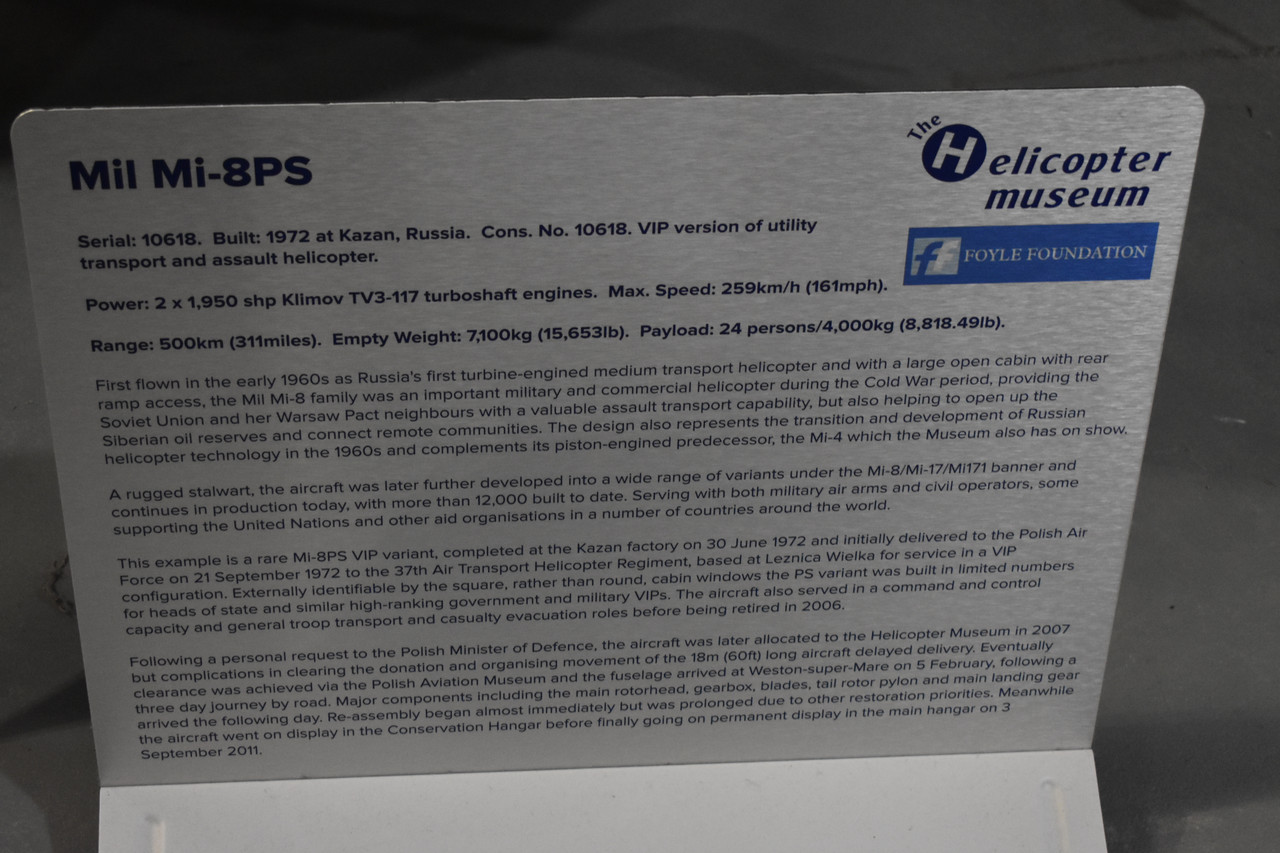 Mil Mi-8PS
The
Helicopter
museum
ff FOYLE FOUNDATION
Serial: 10618. Built: 1972 at Kazan, Russia. Cons. No. 10618. VIP version of utility
transport and assault helicopter.
Power: 2 x 1,950 shp Klimov TV3-117 turboshaft engines. Max. Speed: 259km/h (161mph).
Range: 500km (311miles). Empty Weight: 7,100kg (15,653lb). Payload: 24 persons/4,000kg (8,818.49lb).
First flown in the early 1960s as Russia's first turbine-engined medium transport helicopter and with a large open cabin with rear
ramp access, the Mil Mi-8 family was an important military and commercial helicopter during the Cold War period, providing the
Soviet Union and her Warsaw Pact neighbours with a valuable assault transport capability, but also helping to open up the
Siberian oil reserves and connect remote communities. The design also represents the transition and development of Russian
helicopter technology in the 1960s and complements its piston-engined predecessor, the Mi-4 which the Museum also has on show.
A rugged stalwart, the aircraft was later further developed into a wide range of variants under the Mi-8/Mi-17/Mi171 banner and
continues in production today, with more than 12,000 built to date. Serving with both military air arms and civil operators, some
supporting the United Nations and other aid organisations in a number of countries around the world.
This example is a rare Mi-8PS VIP variant, completed at the Kazan factory on 30 June 1972 and initially delivered to the Polish Air
Force on 21 September 1972 to the 37th Air Transport Helicopter Regiment, based at Leznica Wielka for service in a VIP
configuration. Externally identifiable by the square, rather than round, cabin windows the PS variant was built in limited numbers
for heads of state and similar high-ranking government and military VIPs. The aircraft also served in a command and control
capacity and general troop transport and casualty evacuation roles before being retired in 2006.
Following a personal request to the Polish Minister of Defence, the aircraft was later allocated to the Helicopter Museum in 2007
but complications in clearing the donation and organising movement of the 18m (60ft) long aircraft delayed delivery. Eventually
clearance was achieved via the Polish Aviation Museum and the fuselage arrived at Weston-super-Mare on 5 February, following a
three day journey by road. Major components including the main rotorhead, gearbox, blades, tail rotor pylon and main landing gear
arrived the following day. Re-assembly began almost immediately but was prolonged due to other restoration priorities. Meanwhile
the aircraft went on display in the Conservation Hangar before finally going on permanent display in the main hangar on 3
September 2011.